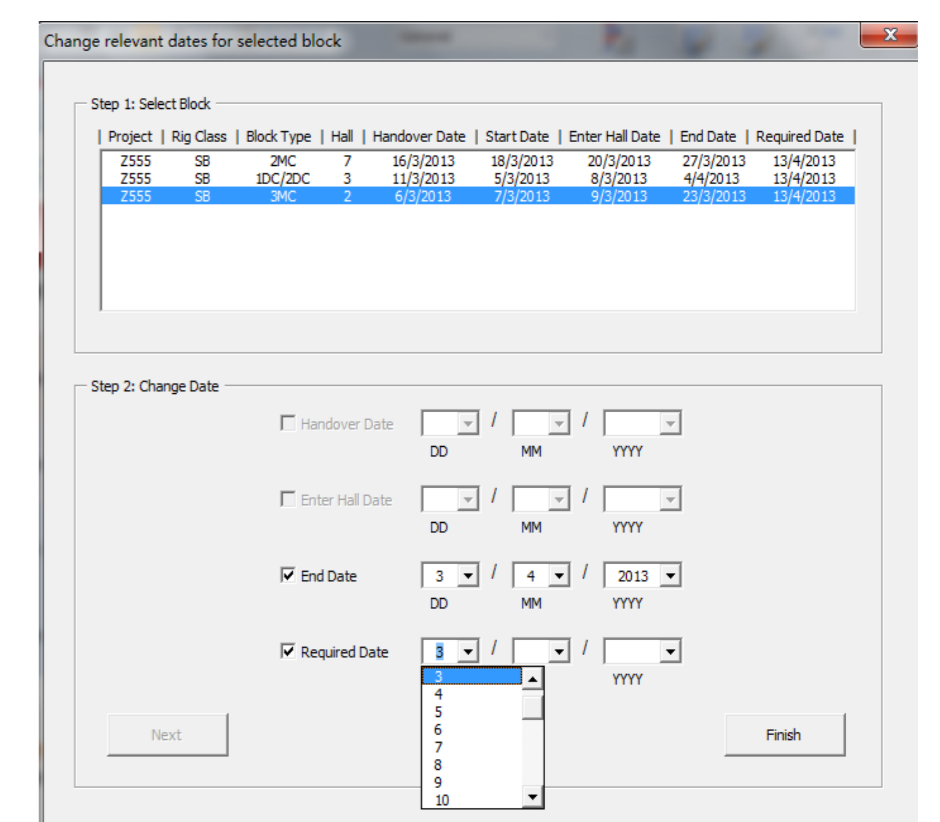 Change relevant dates for selected block
Step 1: Select Block
| Project | Rig Class | Block Type | Hall | Handover Date | Start Date | Enter Hall Date | End Date | Required Date |
Z555 SB 2MC 7 16/3/2013 18/3/2013 20/3/2013 27/3/2013 13/4/2013
Z555 SB 1DC/2DC 3 11/3/2013 5/3/2013 8/3/2013 4/4/2013 13/4/2013
Z555 SB 3MC 2 6/3/2013 7/3/2013 9/3/2013 23/3/2013 13/4/2013
Step 2: Change Date
Handover Date / /
DD MM YYYY
Enter Hall Date / /
DD MM YYYY
End Date 3 / 4 / 2013
DD MM YYYY
Required Date 3 / /
3
YYYY
4
5
6
7
8
9
10
Next
Finish